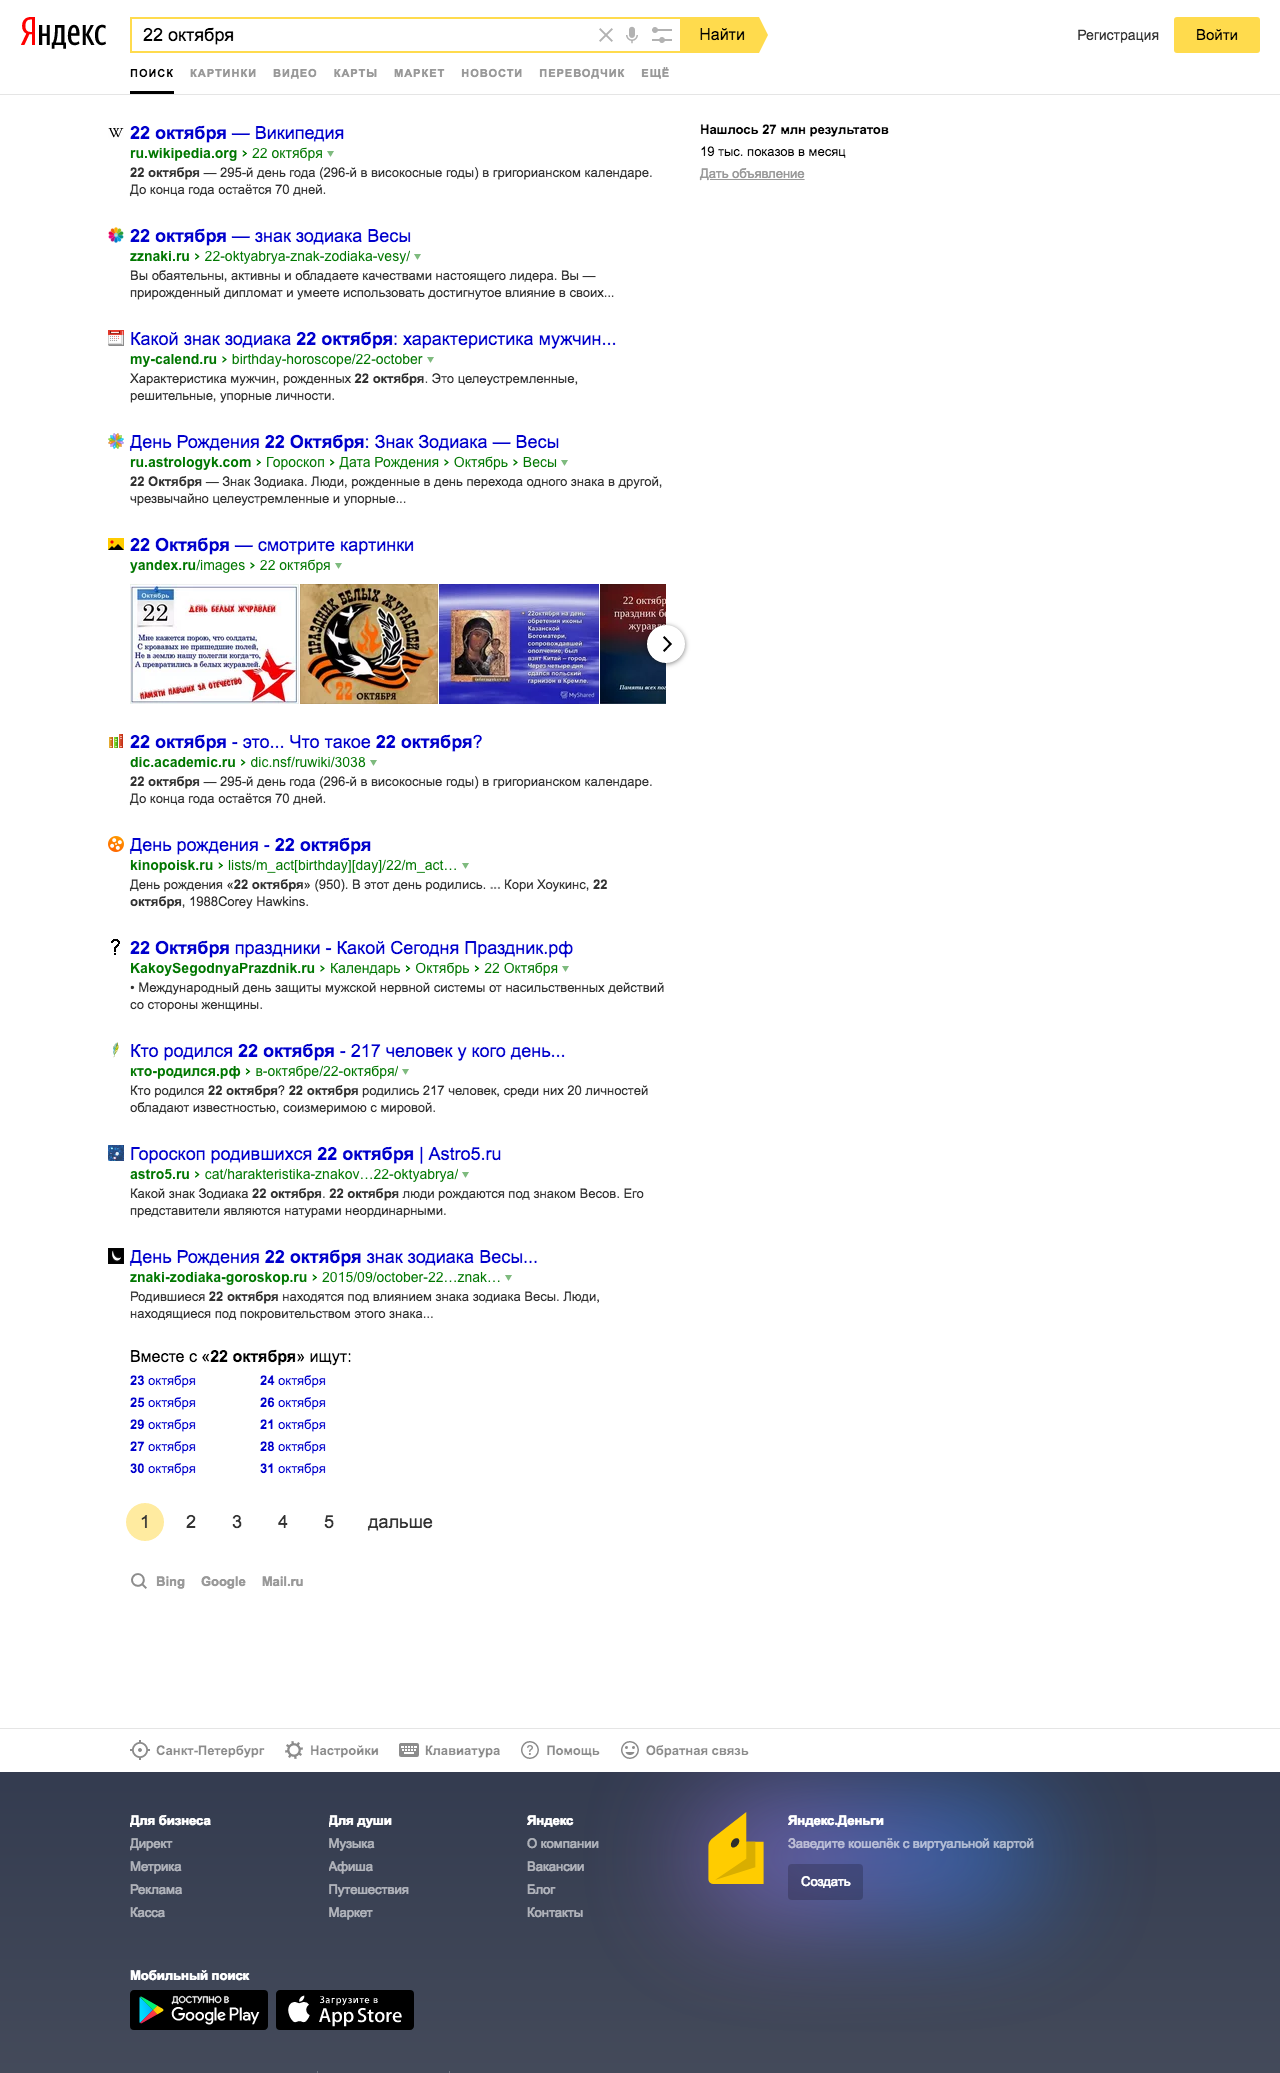 Яндекс
22 октября
Найти
Регистрация
Войти
ПОИСК КАРТИНКИ ВИДЕО КАРТЫ МАРКЕТ НОВОСТИ ПЕРЕВОДЧИК ЕЩЁ
22 октября — Википедия
ru.wikipedia.org › 22 октября
22 октября — 295-й день года (296-й в високосные годы) в григорианском календаре.
До конца года остаётся 70 дней.
Нашлось 27 млн результатов
19 тыс. показов в месяц
Дать объявление
22 октября — знак зодиака Весы
zznaki.ru › 22-oktyabrya-znak-zodiaka-vesy/
Вы обаятельны, активны и обладаете качествами настоящего лидера. Вы —
прирожденный дипломат и умеете использовать достигнутое влияние в своих...
Какой знак зодиака 22 октября: характеристика мужчин...
my-calend.ru › birthday-horoscope/22-october
Характеристика мужчин, рожденных 22 октября. Это целеустремленные,
решительные, упорные личности.
День Рождения 22 Октября: Знак Зодиака — Весы
ru.astrologyk.com › Гороскоп › Дата Рождения › Октябрь › Весы
22 Октября — Знак Зодиака. Люди, рожденные в день перехода одного знака в другой,
чрезвычайно целеустремленные и упорные...
22 Октября — смотрите картинки
yandex.ru/images › 22 октября
Октябрь
22
ДЕНЬ БЕЛЫХ ЖУРАВЛЕЙ
Мне кажется порою, что солдаты,
С кровавых не пришедшие полей,
Не в землю нашу полегли когда-то,
А превратились в белых журавлей.
ПАМЯТИ ПАВШИХ ЗА ОТЕЧЕСТВО
ПРАЗДНИК БЕЛЫХ ЖУРАВЛЕЙ
22 ОКТЯБРЯ
• 22октября на день
обретения иконы
Казанской
Богоматери,
сопровождавшей
ополчение, был
взят Китай – город.
Через четыре дня
сдался польский
гарнизон в Кремле.
MyShared
22 октябр
праздник б
журав
Памяти всех по
22 октября - это... Что такое 22 октября?
dic.academic.ru › dic.nsf/ruwiki/3038
22 октября — 295-й день года (296-й в високосные годы) в григорианском календаре.
До конца года остаётся 70 дней.
День рождения - 22 октября
kinopoisk.ru › lists/m_act[birthday][day]/22/m_act…
День рождения «22 октября» (950). В этот день родились. ... Кори Хоукинс, 22
октября, 1988Corey Hawkins.
22 Октября праздники - Какой Сегодня Праздник.рф
KakoySegodnyaPrazdnik.ru › Календарь › Октябрь › 22 Октября
• Международный день защиты мужской нервной системы от насильственных действий
со стороны женщины.
Кто родился 22 октября - 217 человек у кого день...
кто-родился.рф › в-октябре/22-октября/
Кто родился 22 октября? 22 октября родились 217 человек, среди них 20 личностей
обладают известностью, соизмеримою с мировой.
Гороскоп родившихся 22 октября | Astro5.ru
astro5.ru › cat/harakteristika-znakov…22-oktyabrya/
Какой знак Зодиака 22 октября. 22 октября люди рождаются под знаком Весов. Его
представители являются натурами неординарными.
День Рождения 22 октября знак зодиака Весы...
znaki-zodiaka-goroskop.ru › 2015/09/october-22…znak…
Родившиеся 22 октября находятся под влиянием знака зодиака Весы. Люди,
находящиеся под покровительством этого знака...
Вместе с «22 октября» ищут:
23 октября 24 октября
25 октября 26 октября
29 октября 21 октября
27 октября 28 октября
30 октября 31 октября
1 2 3 4 5 дальше
Bing Google Mail.ru
Санкт-Петербург Настройки Клавиатура Помощь Обратная связь
Для бизнеса
Директ
Метрика
Реклама
Касса
Для души
Музыка
Афиша
Путешествия
Маркет
Яндекс
О компании
Вакансии
Блог
Контакты
Яндекс.Деньги
Заведите кошелёк с виртуальной картой
Создать
Мобильный поиск
ДОСТУПНО В
Google Play
Загрузите в
App Store